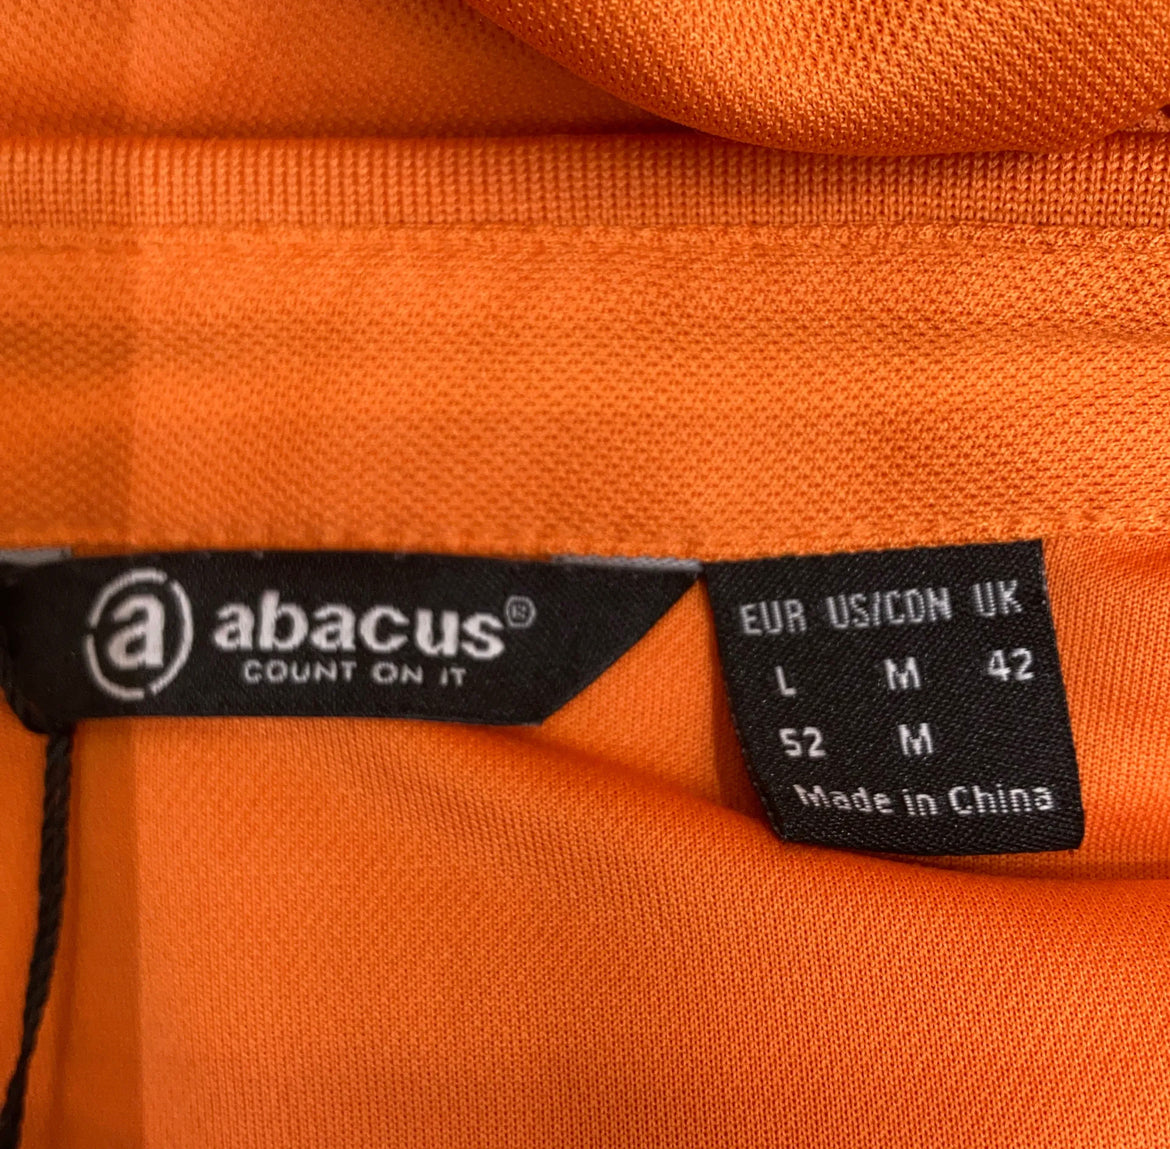 a abacus®
COUNT ON IT
EUR US/CDN UK
L M 42
52 M
Made in China